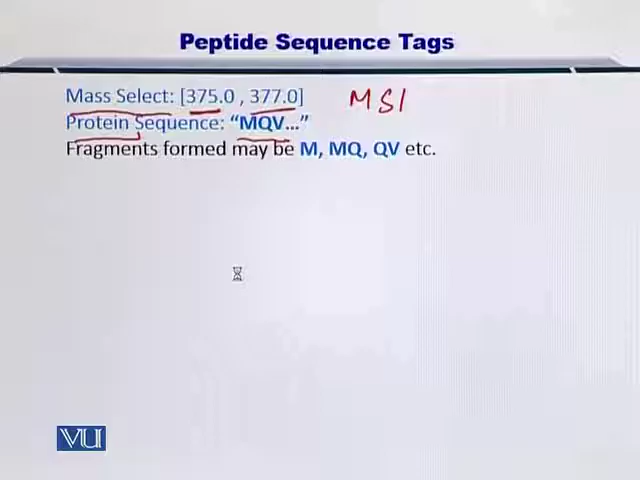 Peptide Sequence Tags
Mass Select: [375.0 , 377.0] MS1
Protein Sequence: “MQV...”
Fragments formed may be M, MQ, QV etc.
VU